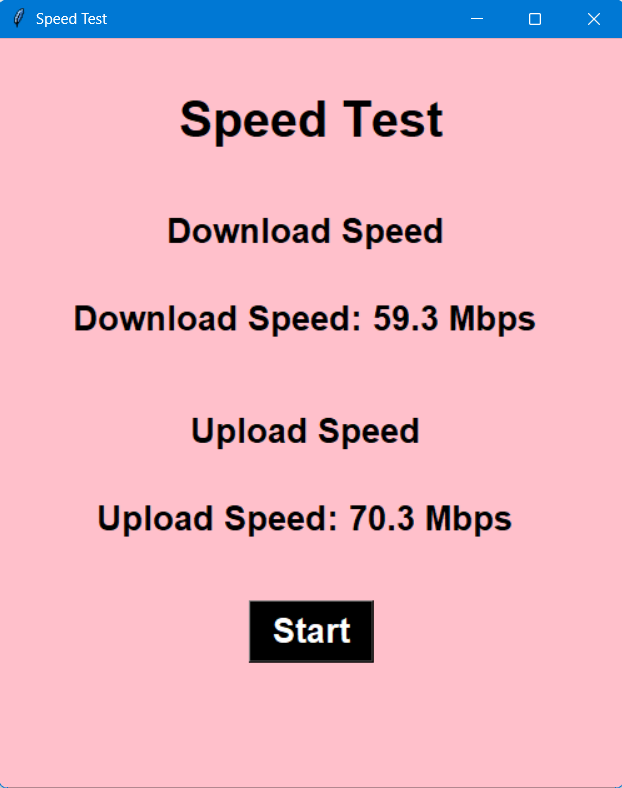 Speed Test
Speed Test
Download Speed
Download Speed: 59.3 Mbps
Upload Speed
Upload Speed: 70.3 Mbps
Start